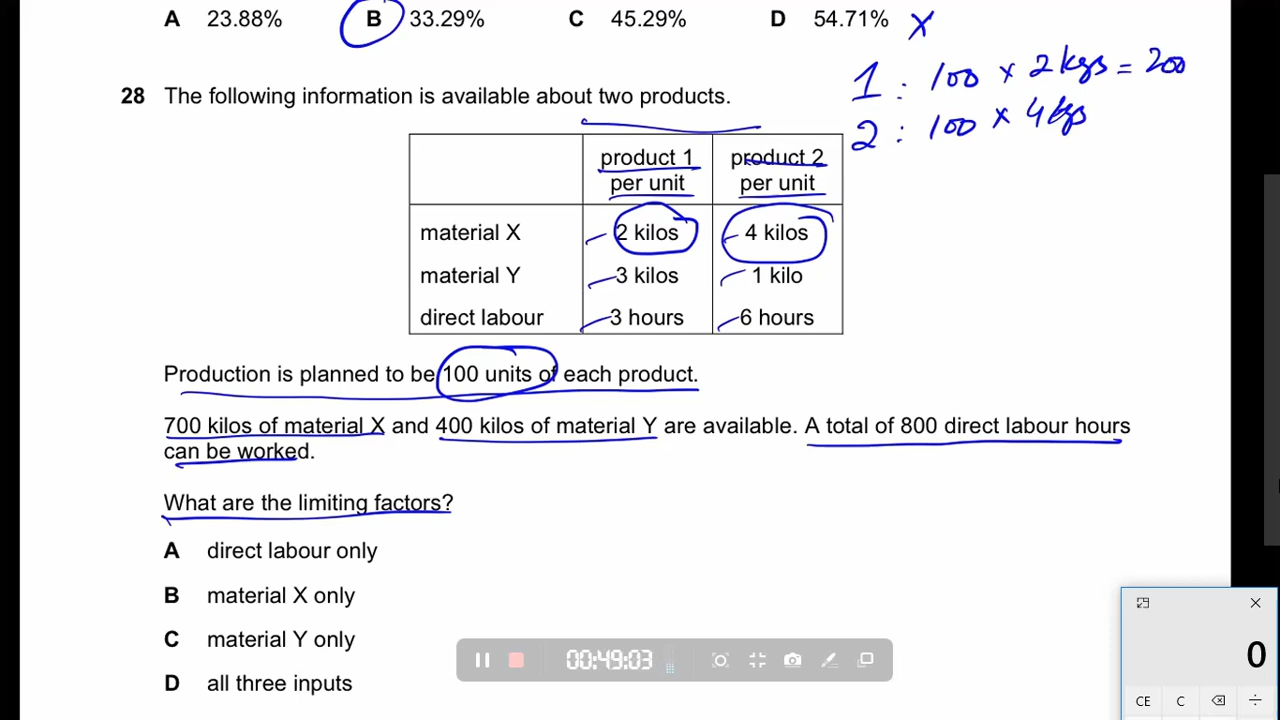 A 23.88% B 33.29% C 45.29% D 54.71% X
1 : 100 × 2 kgs = 200
28 The following information is available about two products.
2 : 100 × 4 kgs
product 1 per unit product 2 per unit
material X 2 kilos 4 kilos
material Y 3 kilos 1 kilo
direct labour 3 hours 6 hours
Production is planned to be 100 units of each product.
700 kilos of material X and 400 kilos of material Y are available. A total of 800 direct labour hours
can be worked.
What are the limiting factors?
A direct labour only
B material X only
C material Y only
D all three inputs
00:49:03
0
CE C ÷